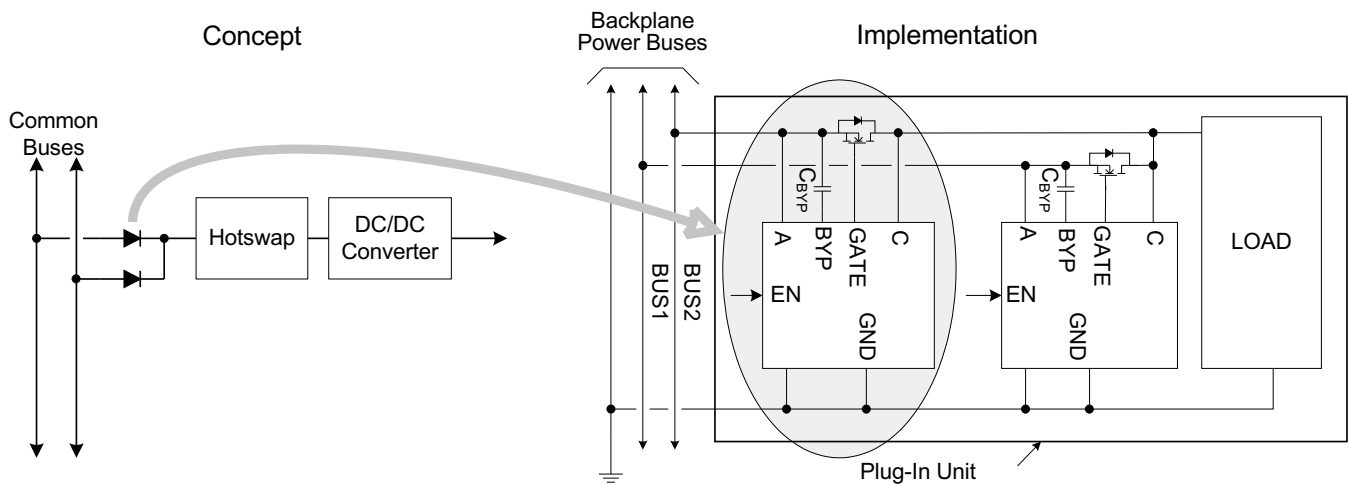 Concept
Common
Buses
Hotswap
DC/DC
Converter
Backplane
Power Buses
Implementation
BUS1
BUS2
A
C_BYP
BYP
GATE
C
EN
GND
A
C_BYP
BYP
GATE
C
EN
GND
LOAD
Plug-In Unit